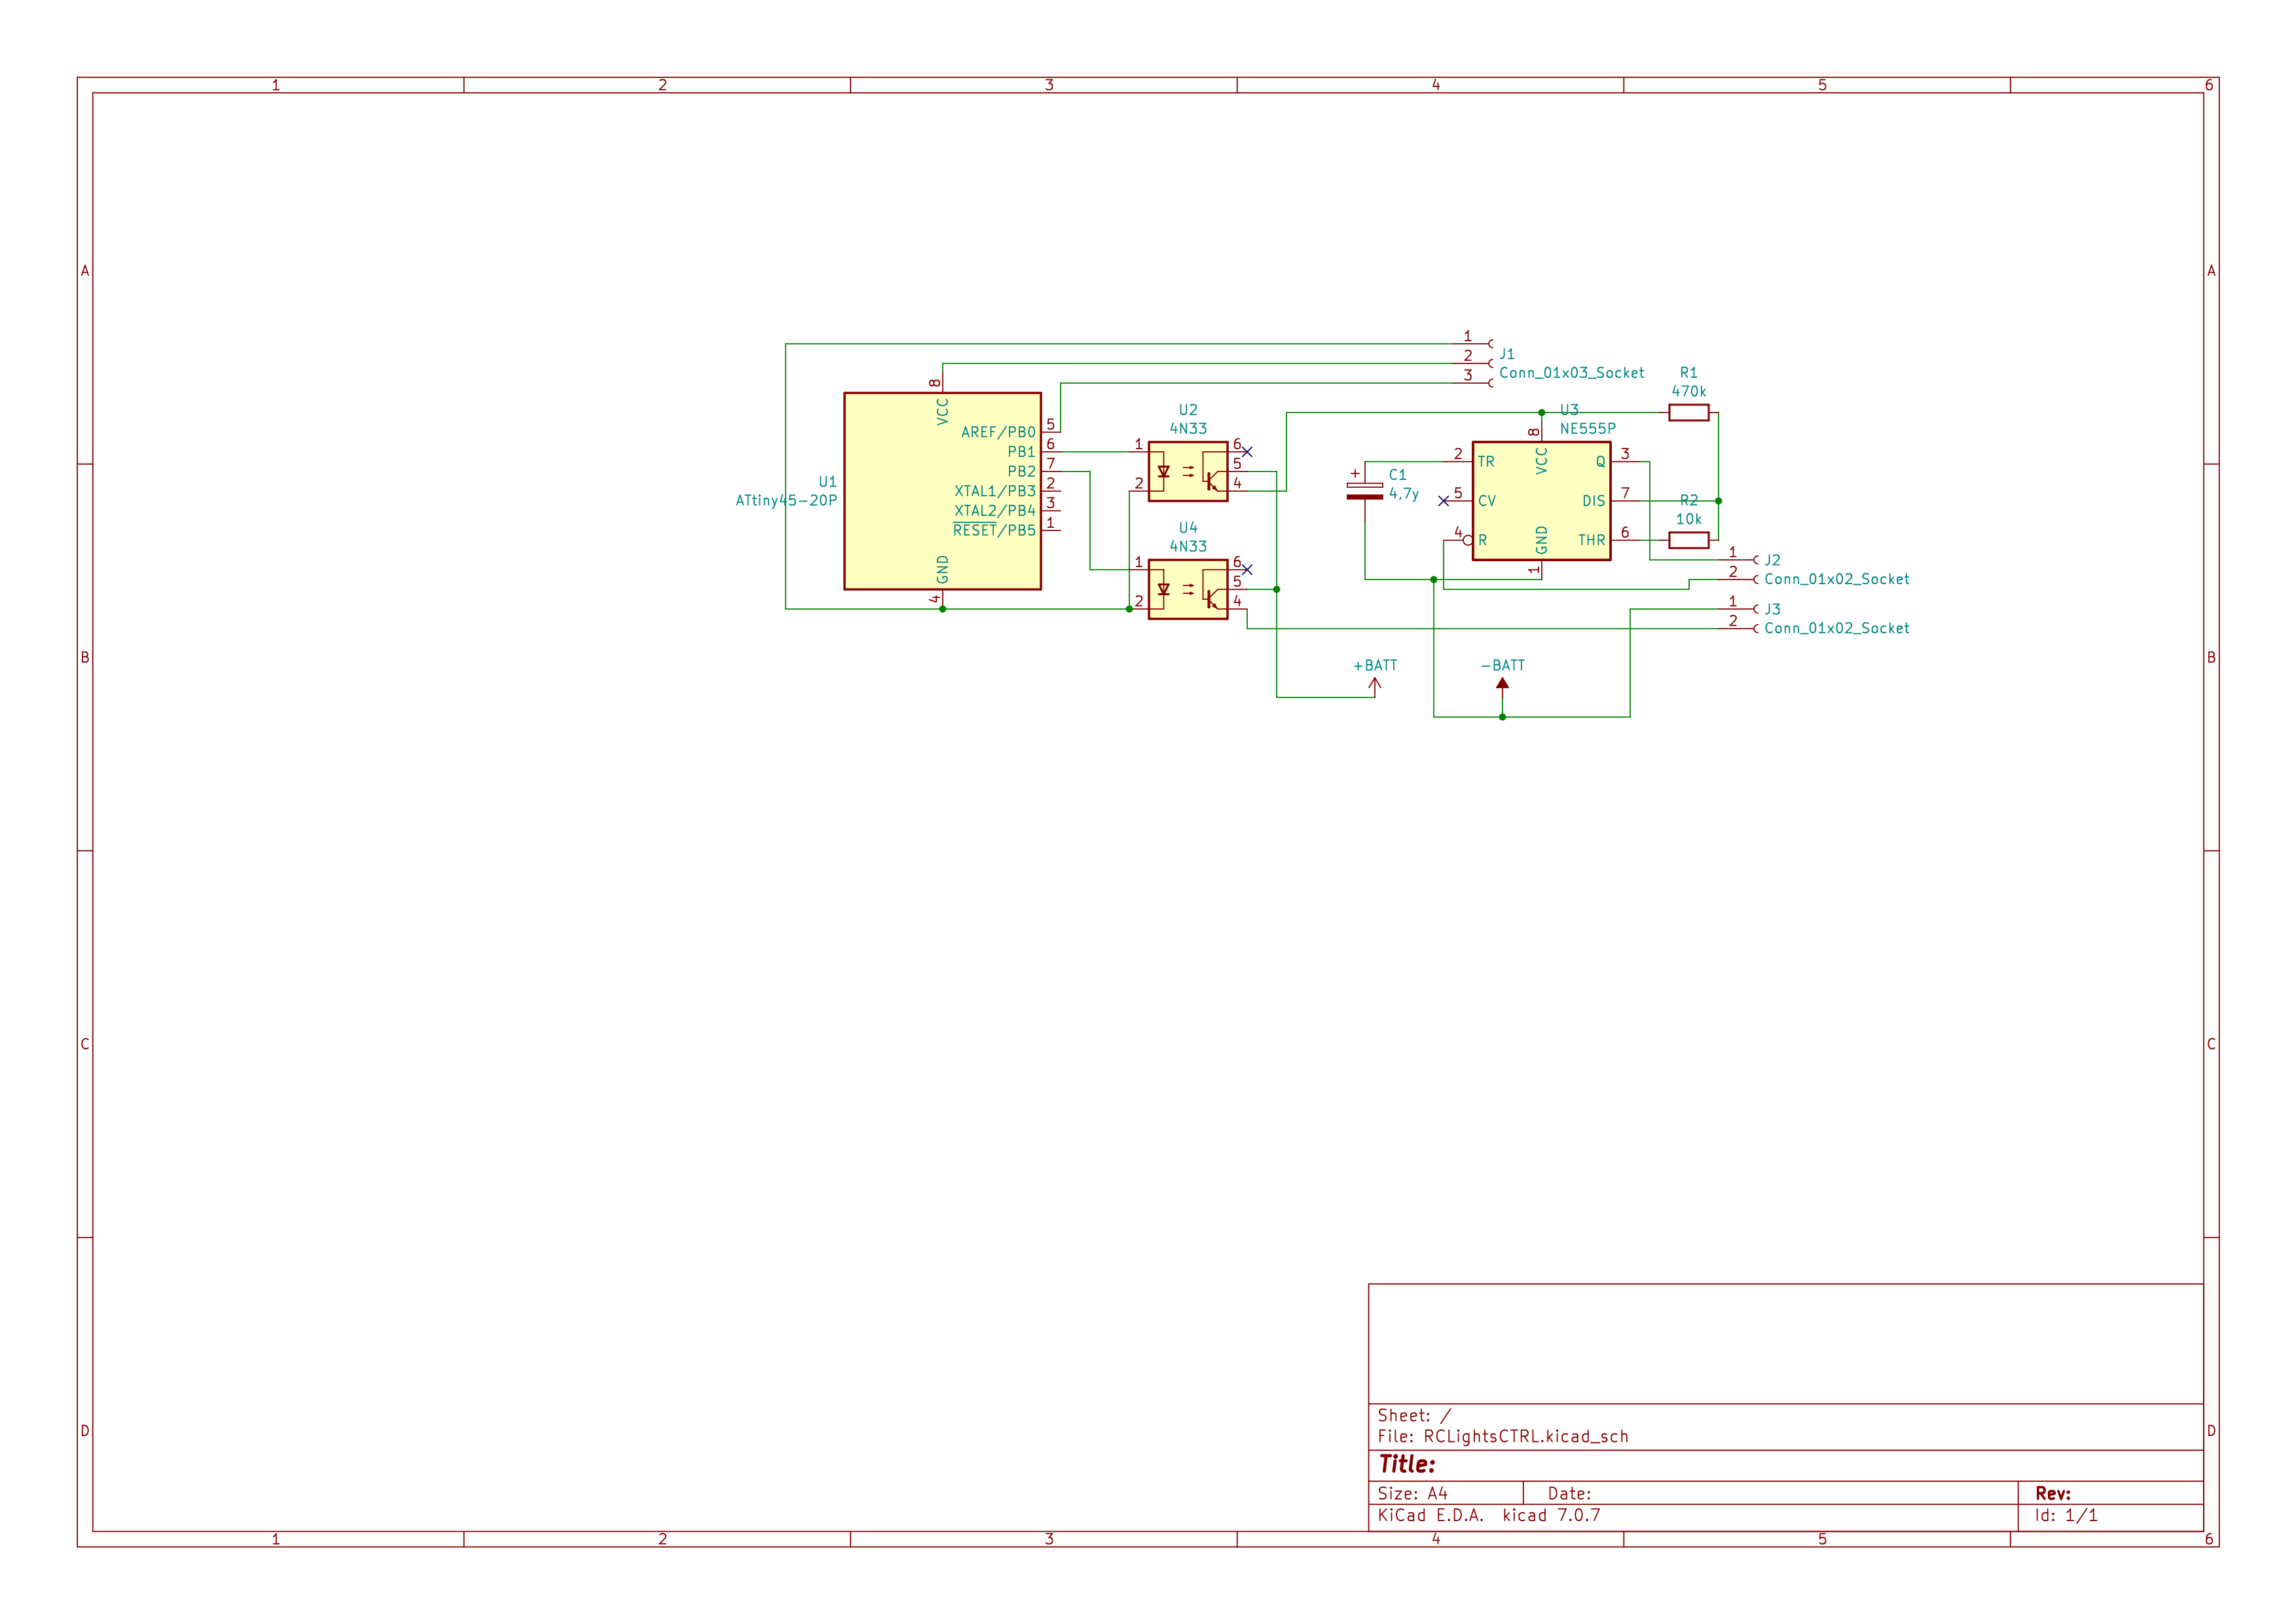 1 2 3 4 5 6
A A
1
2 J1
3 Conn_01x03_Socket
R1
470k
8
VCC
AREF/PB0 5
PB1 6
PB2 7
XTAL1/PB3 2
XTAL2/PB4 3
RESET/PB5 1
U1
ATtiny45-20P
GND
4
U2
4N33
1 6
5
2 4
U4
4N33
1 6
5
2 4
+ C1
4,7y
U3
NE555P
8
VCC
2 TR Q 3
5 CV DIS 7
4 R THR 6
GND
1
R2
10k
1 J2
2 Conn_01x02_Socket
1 J3
2 Conn_01x02_Socket
+BATT -BATT
B B
C C
D D
Sheet: /
File: RCLightsCTRL.kicad_sch
Title:
Size: A4 Date: Rev:
KiCad E.D.A. kicad 7.0.7 Id: 1/1
1 2 3 4 5 6